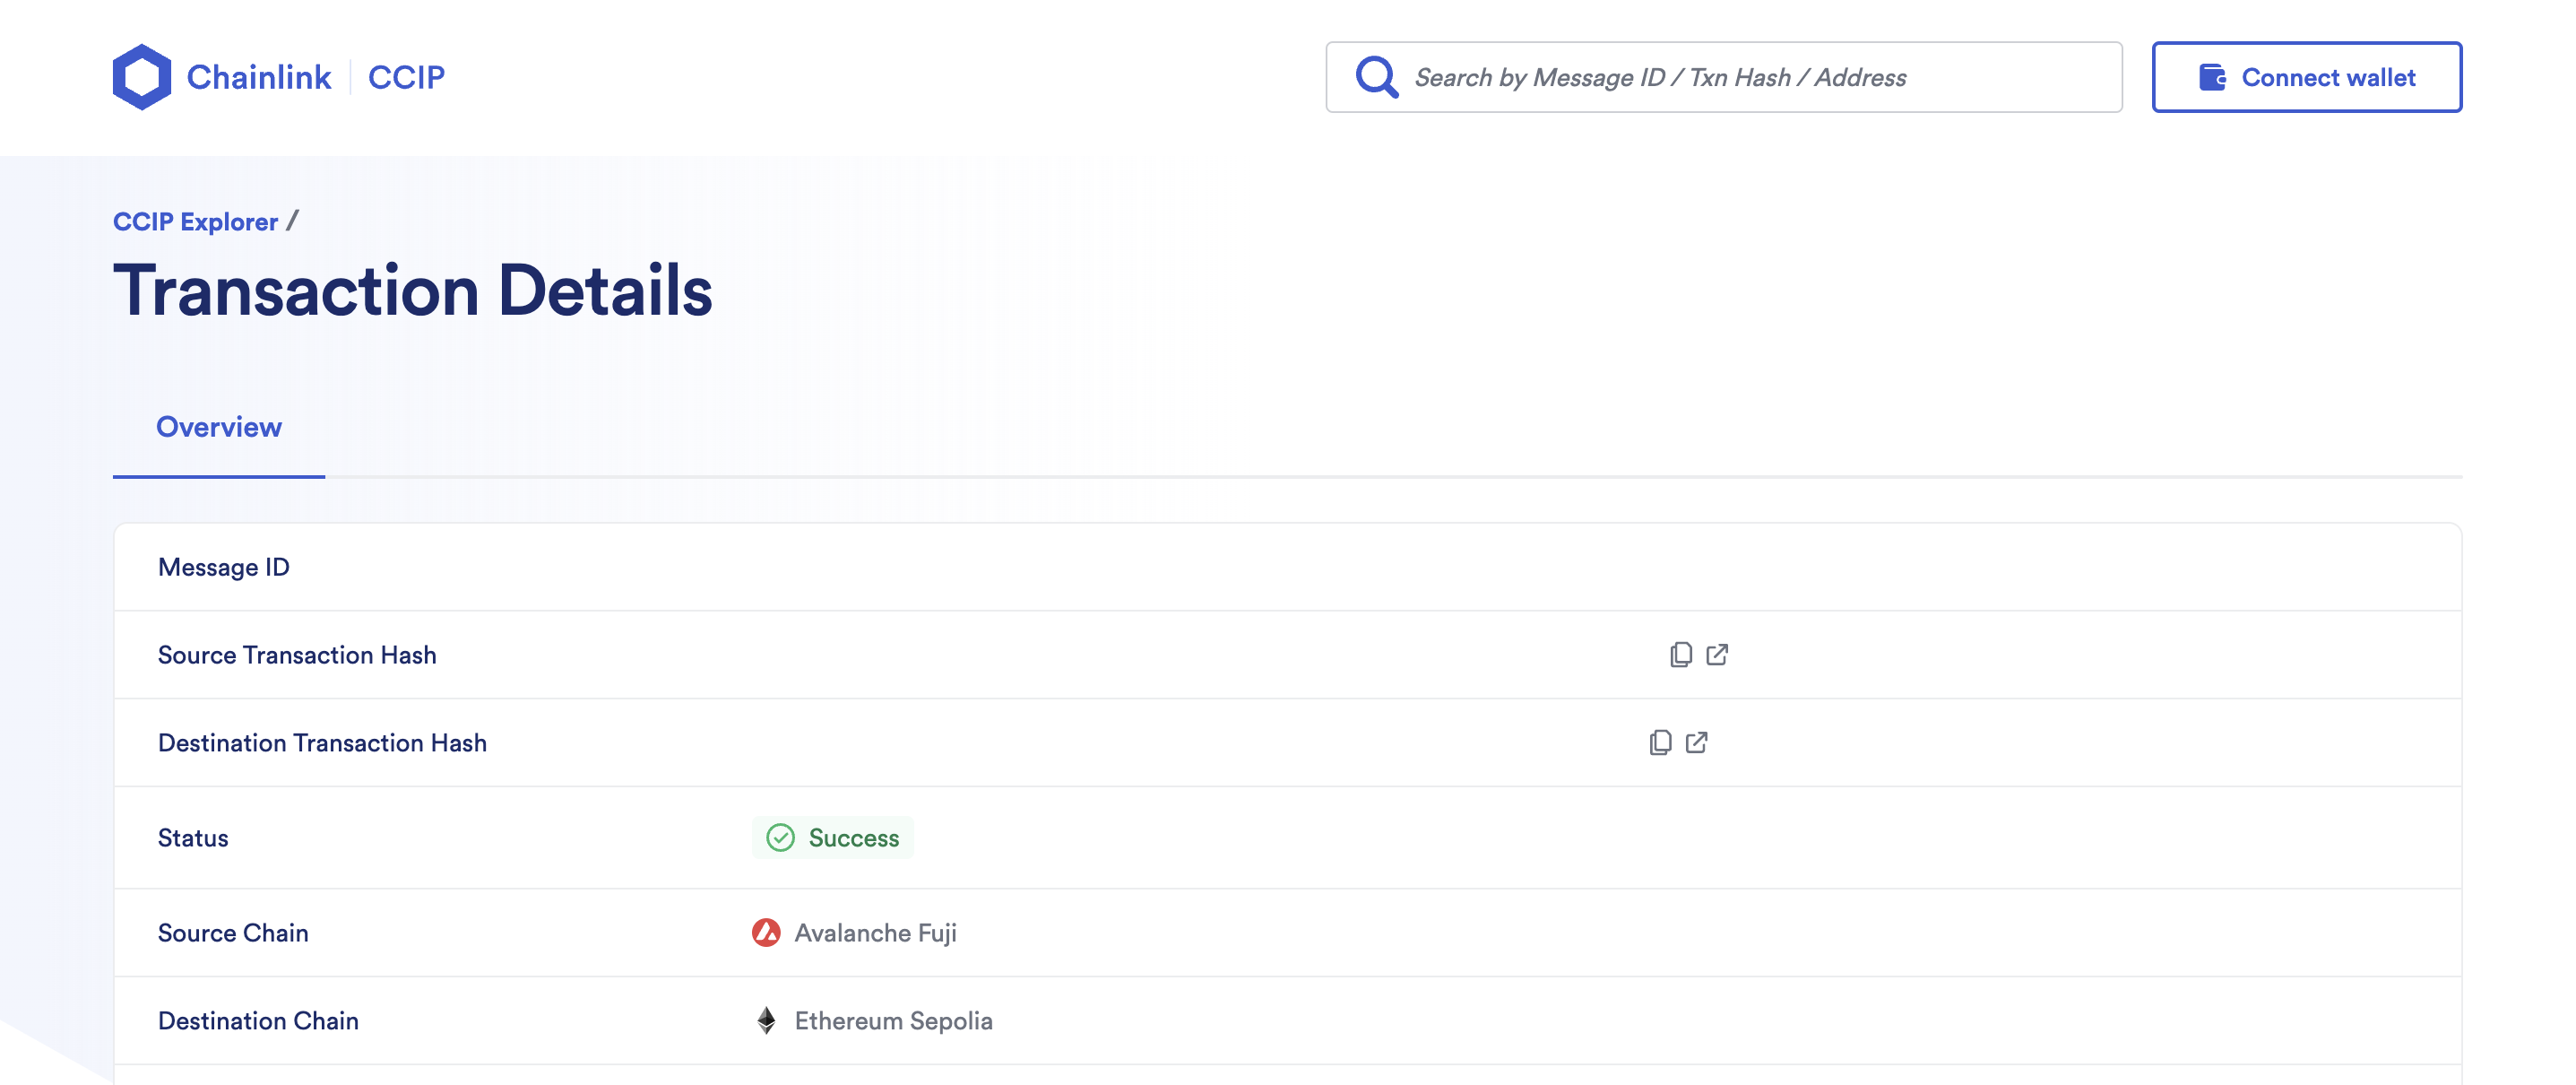 Chainlink CCIP
Search by Message ID / Txn Hash / Address
Connect wallet
CCIP Explorer /
Transaction Details
Overview
Message ID
Source Transaction Hash
Destination Transaction Hash
Status Success
Source Chain Avalanche Fuji
Destination Chain Ethereum Sepolia